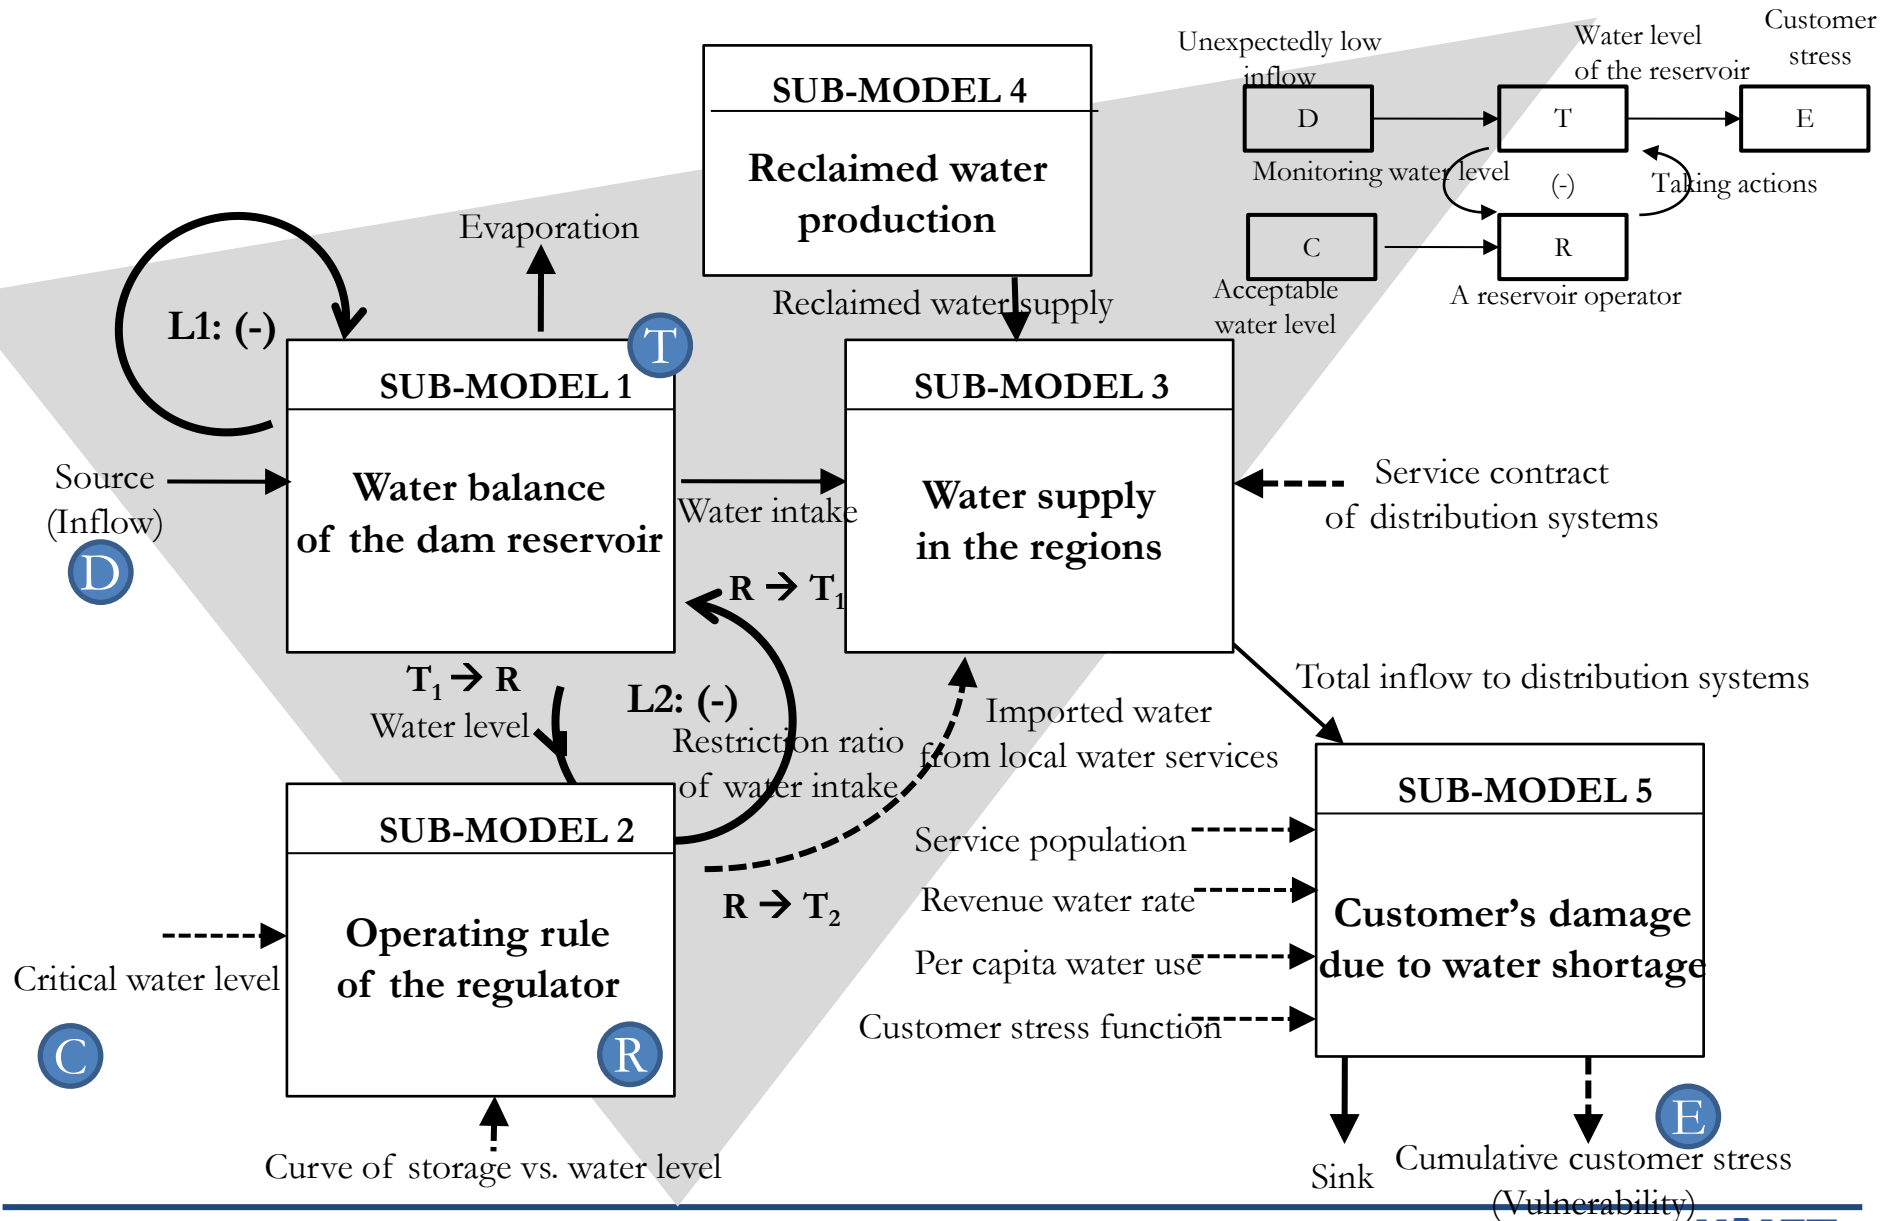 SUB-MODEL 4
Reclaimed water
production
Unexpectedly low
inflow
Water level
of the reservoir
Customer
stress
D
T
E
Monitoring water level
(-)
Taking actions
C
R
Acceptable
water level
A reservoir operator
Evaporation
Reclaimed water supply
L1: (-)
T
SUB-MODEL 1
Water balance
of the dam reservoir
Source
(Inflow)
D
Water intake
SUB-MODEL 3
Water supply
in the regions
Service contract
of distribution systems
R → T1
T1 → R
Water level
L2: (-)
Restriction ratio
of water intake
Imported water
from local water services
Total inflow to distribution systems
SUB-MODEL 2
Operating rule
of the regulator
R
R → T2
Critical water level
C
Curve of storage vs. water level
SUB-MODEL 5
Customer's damage
due to water shortage
Service population
Revenue water rate
Per capita water use
Customer stress function
E
Sink
Cumulative customer stress
(Vulnerability)